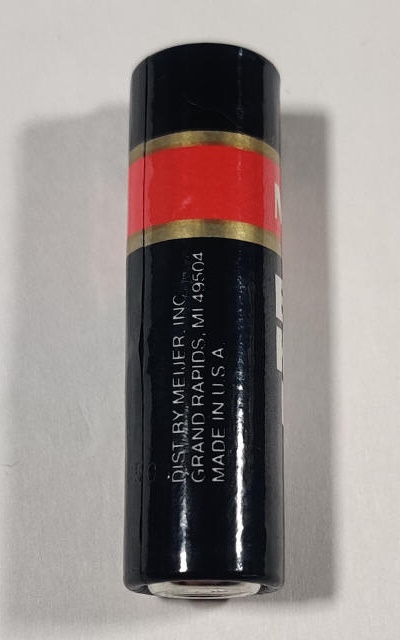 DIST. BY MEIJER, INC.
GRAND RAPIDS, MI 49504
MADE IN U S A